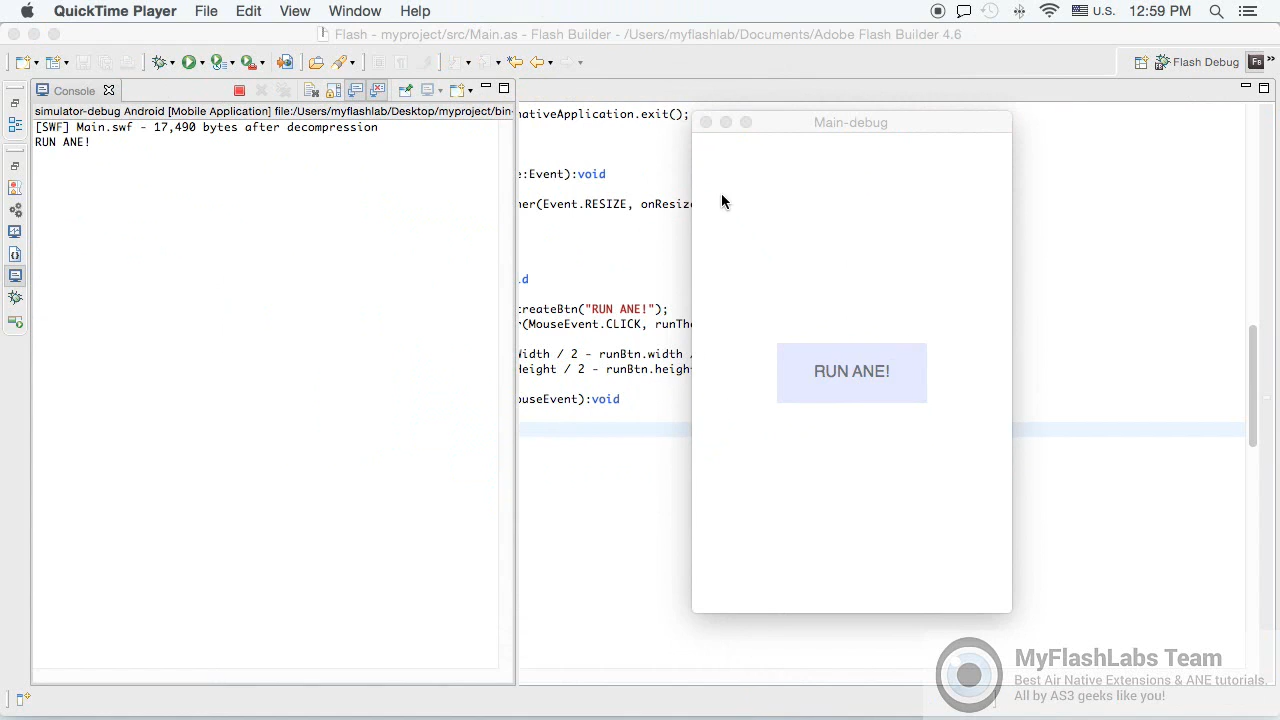 QuickTime Player File Edit View Window Help U.S. 12:59 PM
Flash - myproject/src/Main.as - Flash Builder - /Users/myflashlab/Documents/Adobe Flash Builder 4.6
Flash Debug Fb
Console
simulator-debug Android [Mobile Application] file:/Users/myflashlab/Desktop/myproject/bin-
[SWF] Main.swf - 17,490 bytes after decompression
RUN ANE!
nativeApplication.exit();
e:Event):void
ner(Event.RESIZE, onResize
id
createBtn("RUN ANE!");
r(MouseEvent.CLICK, runThe
Width / 2 - runBtn.width /
Height / 2 - runBtn.heigh
ouseEvent):void
Main-debug
RUN ANE!
MyFlashLabs Team
Best Air Native Extensions & ANE tutorials.
All by AS3 geeks like you!